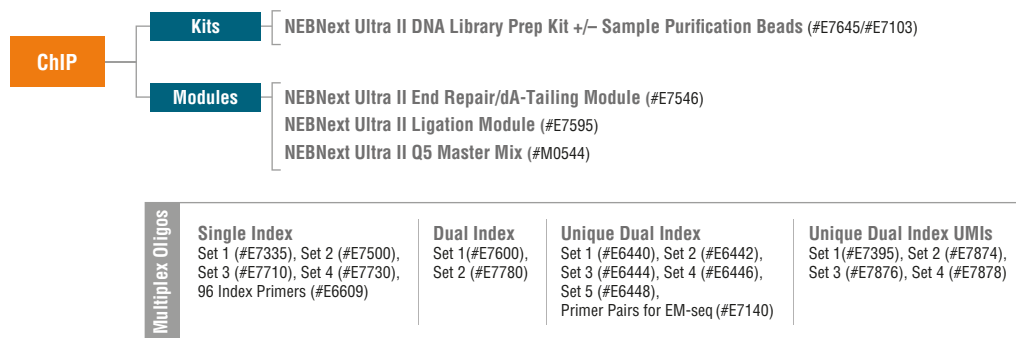 ChIP
Kits
NEBNext Ultra II DNA Library Prep Kit +/– Sample Purification Beads (#E7645/#E7103)
Modules
NEBNext Ultra II End Repair/dA-Tailing Module (#E7546)
NEBNext Ultra II Ligation Module (#E7595)
NEBNext Ultra II Q5 Master Mix (#M0544)
Multiplex Oligos
Single Index
Set 1 (#E7335), Set 2 (#E7500),
Set 3 (#E7710), Set 4 (#E7730),
96 Index Primers (#E6609)
Dual Index
Set 1(#E7600),
Set 2 (#E7780)
Unique Dual Index
Set 1 (#E6440), Set 2 (#E6442),
Set 3 (#E6444), Set 4 (#E6446),
Set 5 (#E6448),
Primer Pairs for EM-seq (#E7140)
Unique Dual Index UMIs
Set 1(#E7395), Set 2 (#E7874),
Set 3 (#E7876), Set 4 (#E7878)